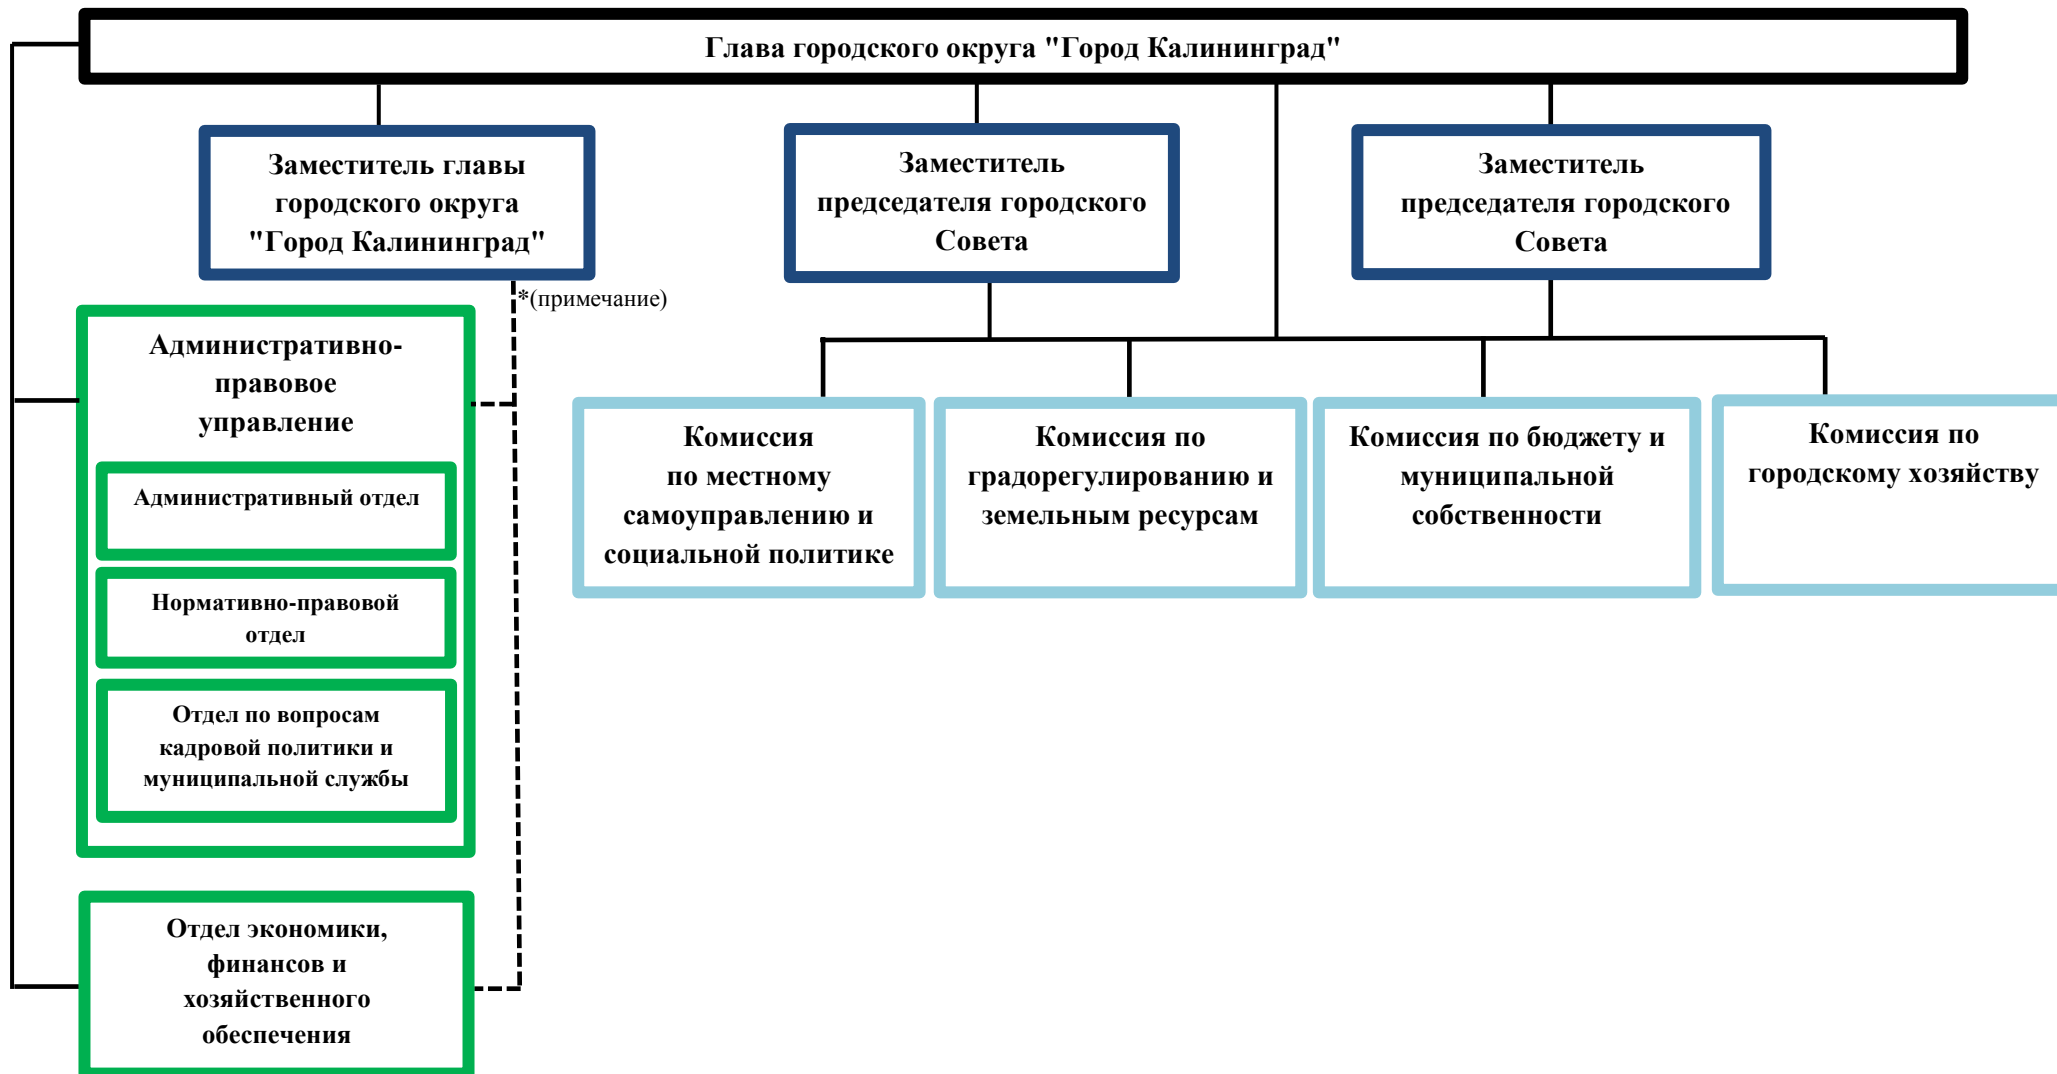 Глава городского округа "Город Калининград"
Заместитель главы
городского округа
"Город Калининград"
Заместитель
председателя городского
Совета
Заместитель
председателя городского
Совета
*(примечание)
Административно-
правовое
управление
Административный отдел
Нормативно-правовой
отдел
Отдел по вопросам
кадровой политики и
муниципальной службы
Отдел экономики,
финансов и
хозяйственного
обеспечения
Комиссия
по местному
самоуправлению и
социальной политике
Комиссия по
градорегулированию и
земельным ресурсам
Комиссия по бюджету и
муниципальной
собственности
Комиссия по
городскому хозяйству